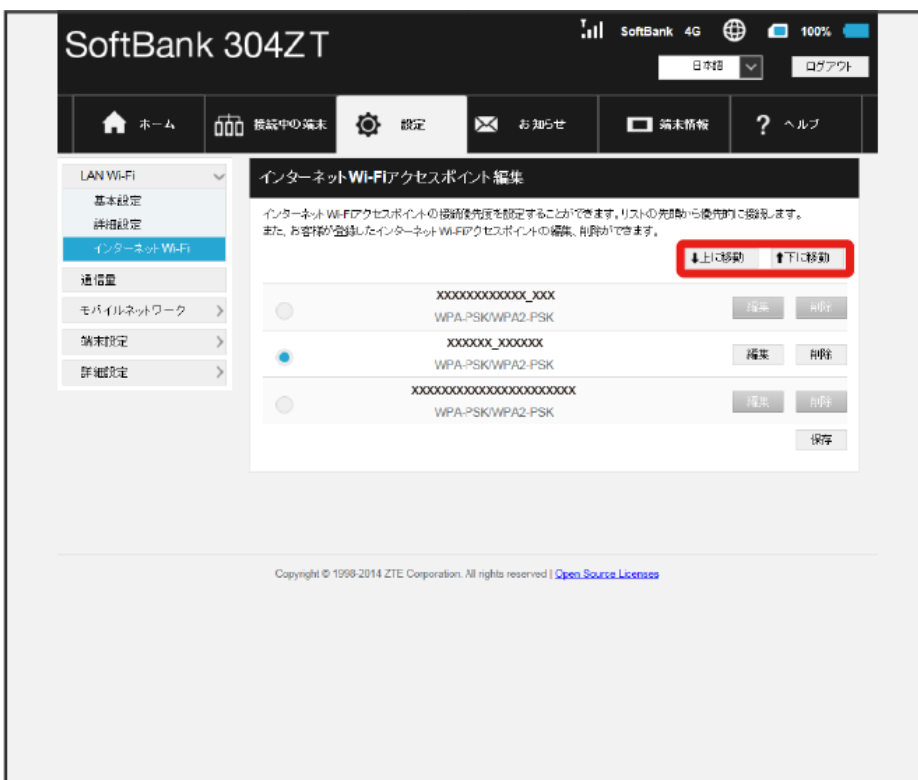 SoftBank 304ZT
SoftBank 4G 100%
日本語 ログアウト
ホーム 接続中の端末 設定 お知らせ 端末情報 ? ヘルプ
LAN Wi-Fi
基本設定
詳細設定
インターネットWi-Fi
通信量
モバイルネットワーク
端末設定
詳細設定
インターネットWi-Fiアクセスポイント編集
インターネットWi-Fiアクセスポイントの接続優先度を設定することができます。リストの先頭から優先的に接続します。
また、お客様が登録したインターネットWi-Fiアクセスポイントの編集、削除ができます。
⬇上に移動 ⬆下に移動
XXXXXXXXXXXX_XXX
WPA-PSK/WPA2-PSK
編集 削除
XXXXXX_XXXXXX
WPA-PSK/WPA2-PSK
編集 削除
XXXXXXXXXXXXXXXXXXXXXXX
WPA-PSK/WPA2-PSK
編集 削除
保存
Copyright © 1998-2014 ZTE Corporation. All rights reserved | Open Source Licenses